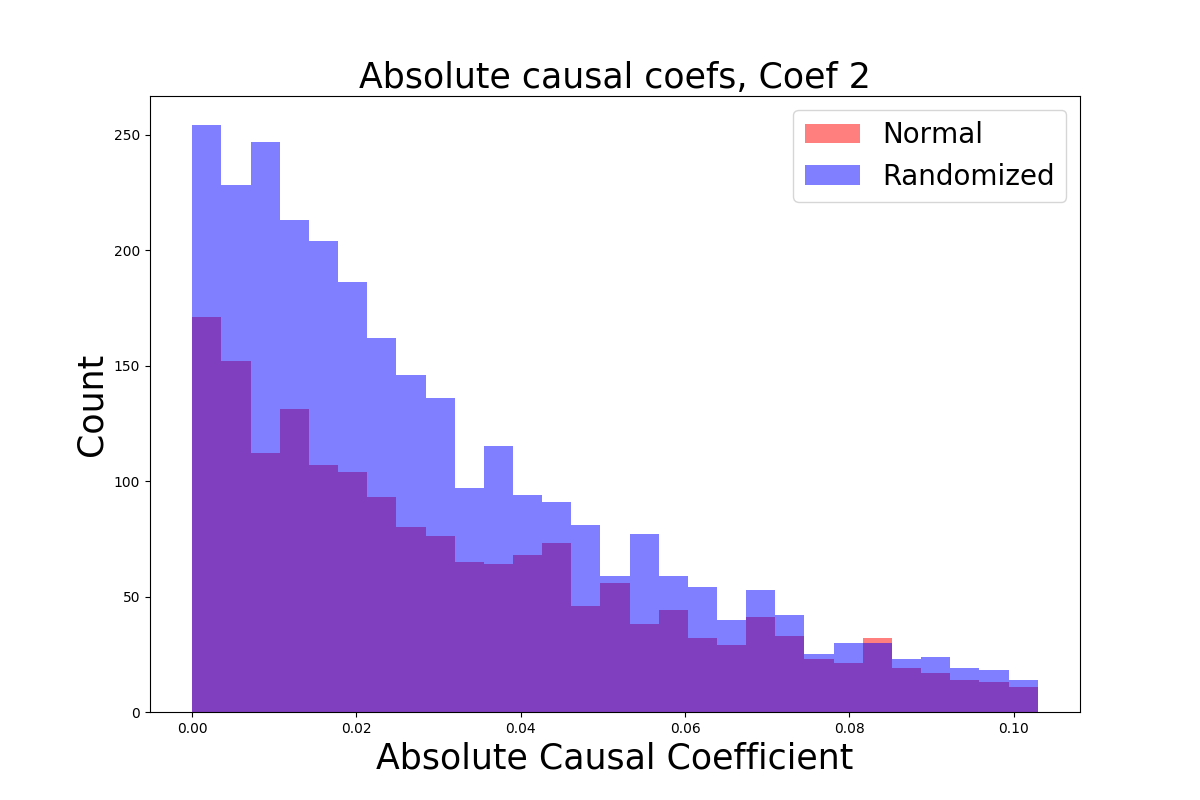 Absolute causal coefs, Coef 2
Normal
Randomized
Count
250
200
150
100
50
0
0.00 0.02 0.04 0.06 0.08 0.10
Absolute Causal Coefficient